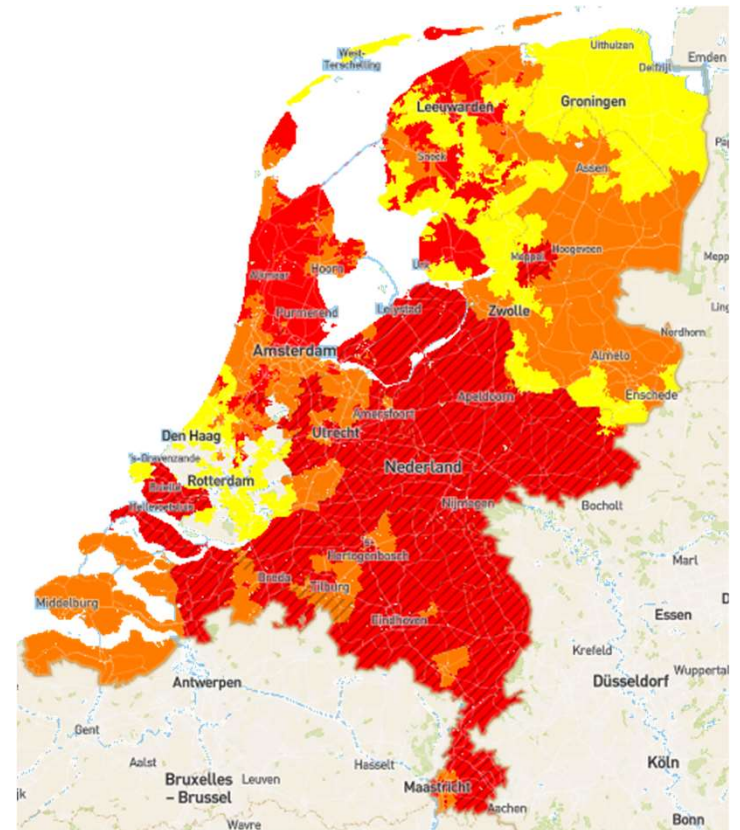 West-
Terschelling
Uithuizen
Delfzijl
Emden
Leeuwarden
Groningen
Sneek
Assen
Hoogeveen
Meppel
Urk
Hoorn
Alkmaar
Purmerend
Lelystad
Zwolle
Nordhorn
Amsterdam
Almelo
Enschede
Amersfoort
Apeldoorn
Den Haag
Utrecht
's-Gravenzande
Nederland
Rotterdam
Brielle
Hellevoetsluis
Nijmegen
Bocholt
's-
Hertogenbosch
Breda
Tilburg
Marl
Middelburg
Eindhoven
Essen
Krefeld
Wuppertal
Antwerpen
Düsseldorf
Gent
Aalst
Hasselt
Köln
Bruxelles
– Brussel
Leuven
Maastricht
Aachen
Wavre
Bonn